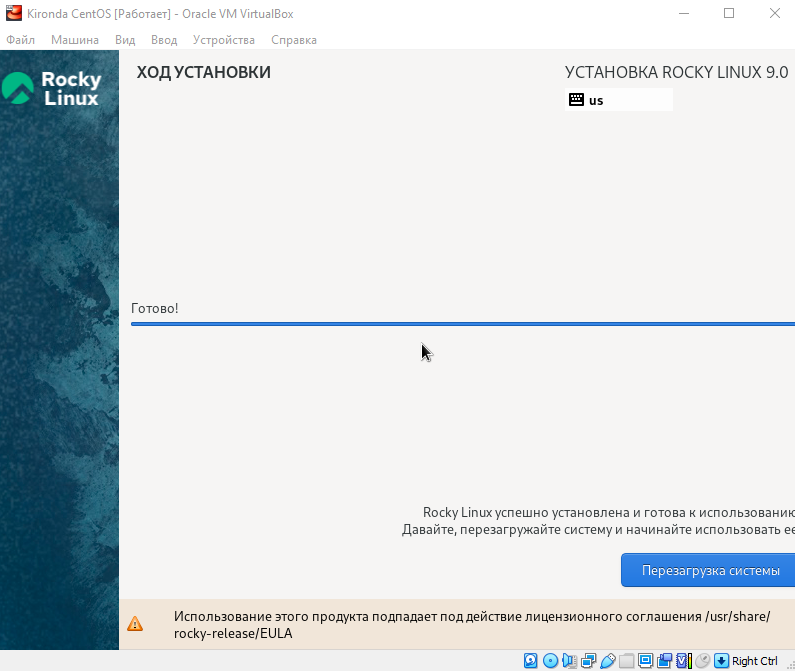 Kironda CentOS [Работает] - Oracle VM VirtualBox
Файл Машина Вид Ввод Устройства Справка
Rocky
Linux
ХОД УСТАНОВКИ
УСТАНОВКА ROCKY LINUX 9.0
us
Готово!
Rocky Linux успешно установлена и готова к использованию
Давайте, перезагружайте систему и начинайте использовать её
Перезагрузка системы
Использование этого продукта подпадает под действие лицензионного соглашения /usr/share/
rocky-release/EULA
Right Ctrl